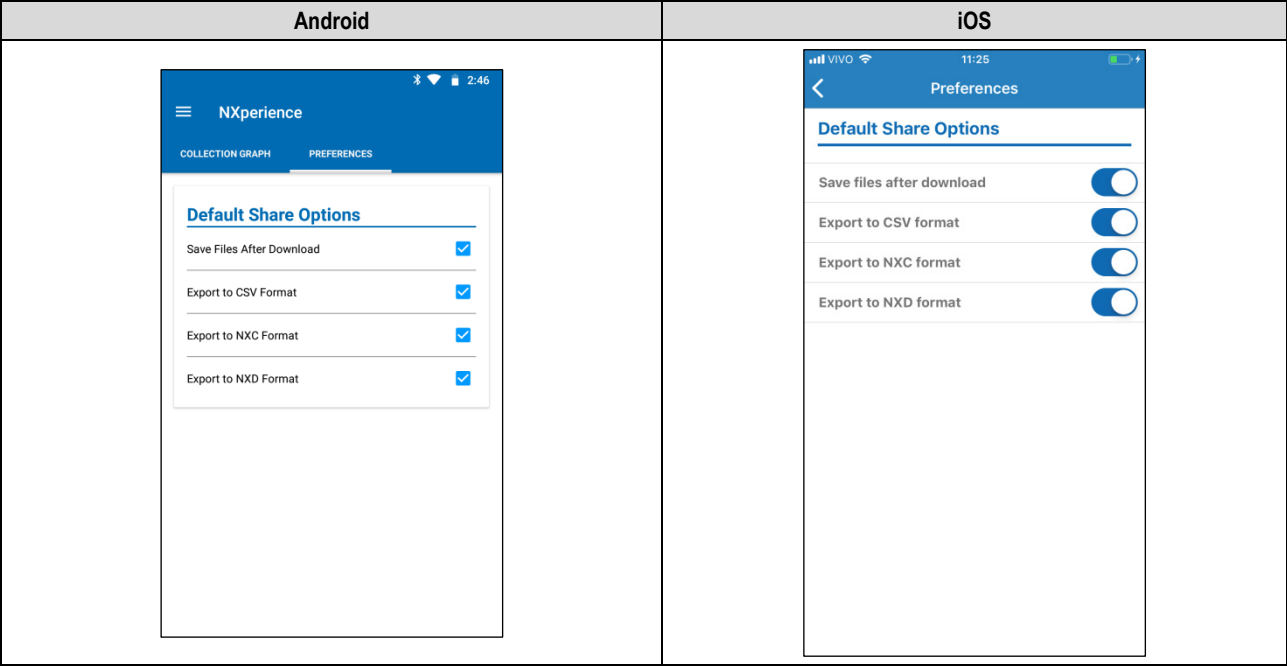 Android
iOS
2:46
NXperience
COLLECTION GRAPH PREFERENCES
Default Share Options
Save Files After Download
Export to CSV Format
Export to NXC Format
Export to NXD Format
VIVO 11:25
Preferences
Default Share Options
Save files after download
Export to CSV format
Export to NXC format
Export to NXD format